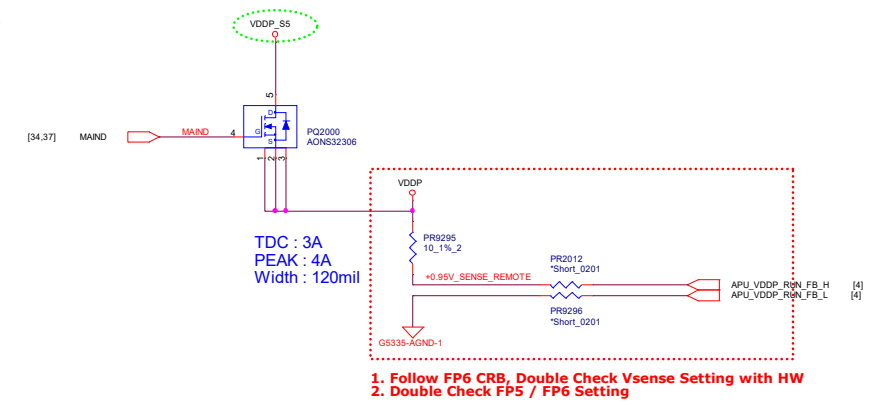 VDDP_S5
5
D
[34,37] MAIND MAIND 4 G PQ2000
AONS32306
S
1 2 3
VDDP
TDC : 3A
PEAK : 4A
Width : 120mil
PR9295
10_1%_2
PR2012
*Short_0201
+0.95V_SENSE_REMOTE
APU_VDDP_RUN_FB_H [4]
APU_VDDP_RUN_FB_L [4]
PR9296
*Short_0201
G5335-AGND-1
1. Follow FP6 CRB, Double Check Vsense Setting with HW
2. Double Check FP5 / FP6 Setting